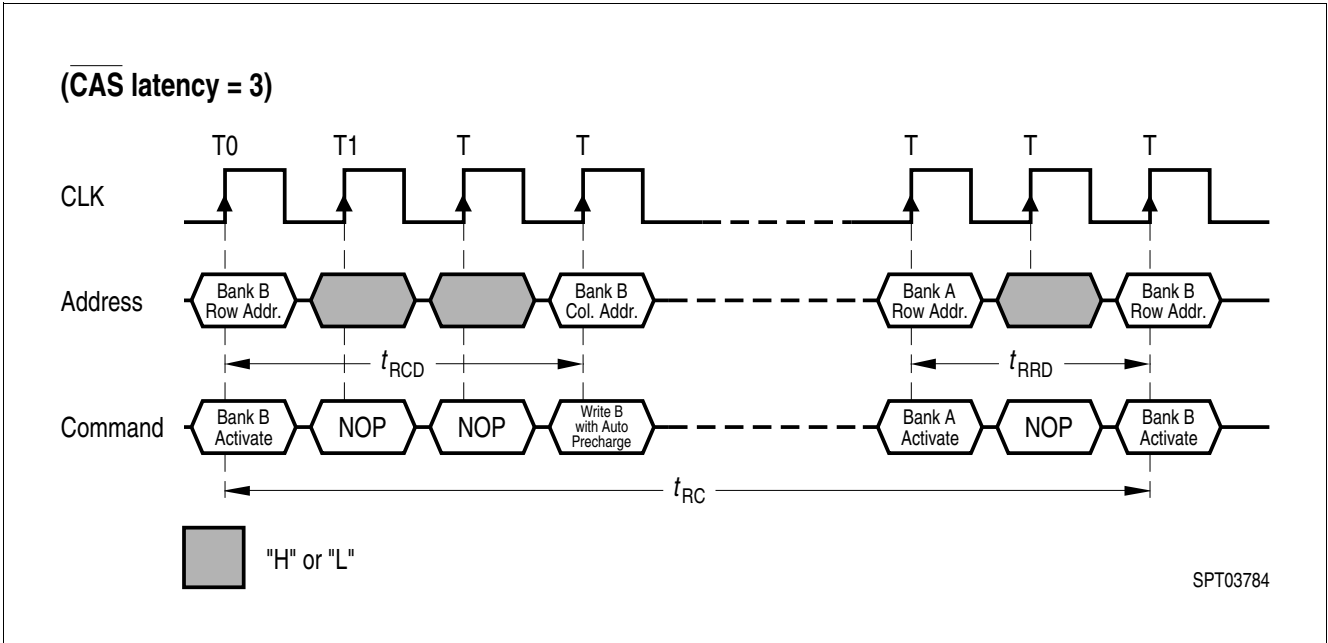 (CAS latency = 3)
T0 T1 T T T T T
CLK
Address
Bank B Row Addr.
Bank B Col. Addr.
Bank A Row Addr.
Bank B Row Addr.
tRCD
tRRD
Command
Bank B Activate
NOP
NOP
Write B with Auto Precharge
Bank A Activate
NOP
Bank B Activate
tRC
"H" or "L"
SPT03784